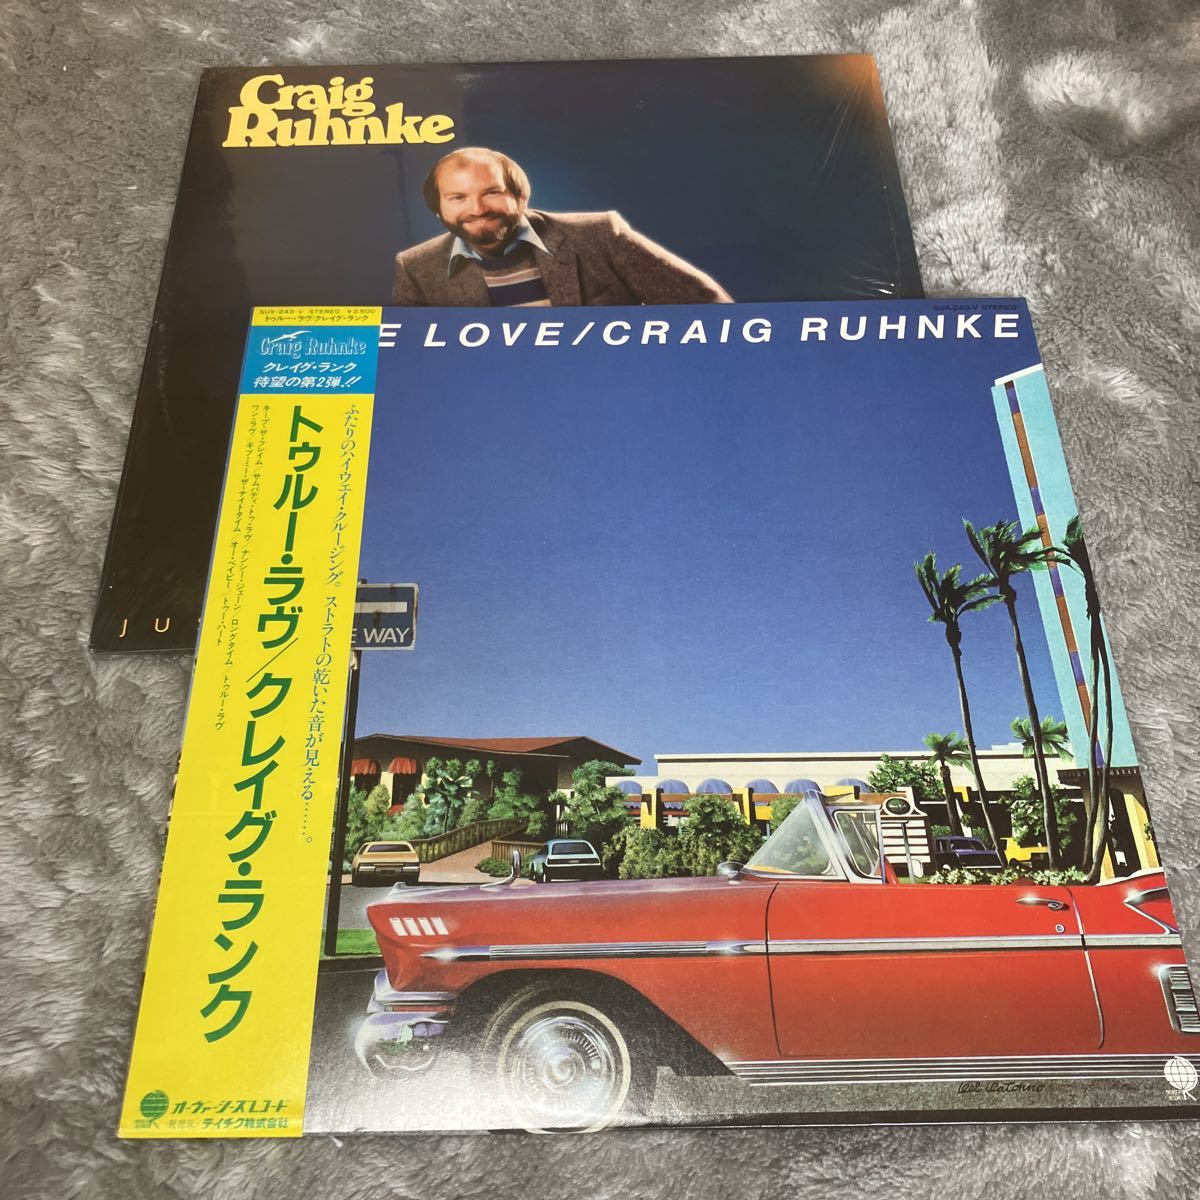 Craig
Ruhnke
JUS
SUX-243-V STEREO ¥2,500
トゥルー・ラヴ/クレイグ・ランク
Craig Ruhnke
クレイグ・ランク
待望の第2弾.!!
ふたりのハイウェイ・クルージング。ストラトの乾いた音が見える……。
トゥルー・ラヴ/クレイグ・ランク
キープ・ザ・フレイム/サムバディ・トゥ・ラヴ/ナンシー・ジェーン/ロングタイム/トゥルー・ラヴ
ワン・ラヴ/ギブ・ミー・ザ・ナイトタイム/オー・ベイビー/トゥー・ハート
オーヴァーシーズレコード
発売元・テイチク株式会社
SUX-243-V STEREO
E LOVE/CRAIG RUHNKE
E WAY